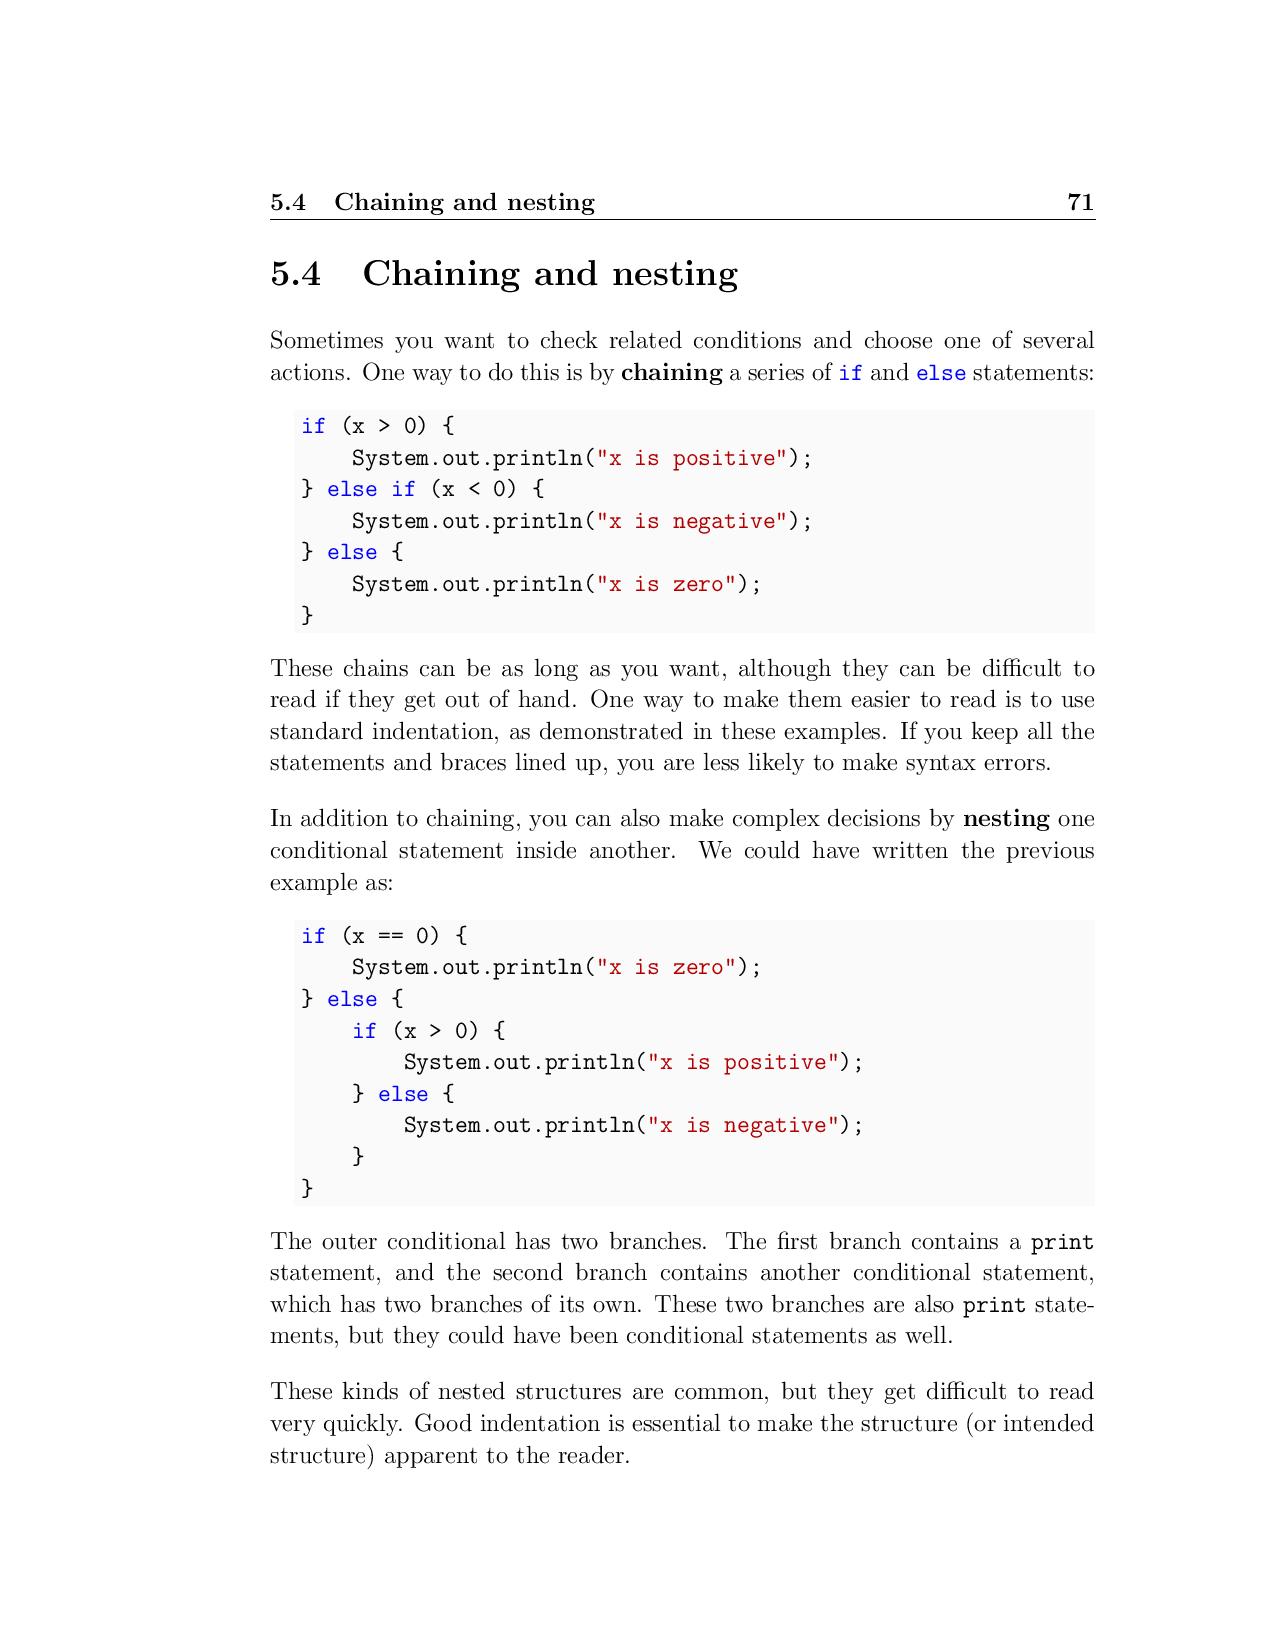 5.4 Chaining and nesting 71
5.4 Chaining and nesting
Sometimes you want to check related conditions and choose one of several
actions. One way to do this is by chaining a series of if and else statements:
if (x > 0) {
    System.out.println("x is positive");
} else if (x < 0) {
    System.out.println("x is negative");
} else {
    System.out.println("x is zero");
}
These chains can be as long as you want, although they can be difficult to
read if they get out of hand. One way to make them easier to read is to use
standard indentation, as demonstrated in these examples. If you keep all the
statements and braces lined up, you are less likely to make syntax errors.
In addition to chaining, you can also make complex decisions by nesting one
conditional statement inside another. We could have written the previous
example as:
if (x == 0) {
    System.out.println("x is zero");
} else {
    if (x > 0) {
        System.out.println("x is positive");
    } else {
        System.out.println("x is negative");
    }
}
The outer conditional has two branches. The first branch contains a print
statement, and the second branch contains another conditional statement,
which has two branches of its own. These two branches are also print state-
ments, but they could have been conditional statements as well.
These kinds of nested structures are common, but they get difficult to read
very quickly. Good indentation is essential to make the structure (or intended
structure) apparent to the reader.